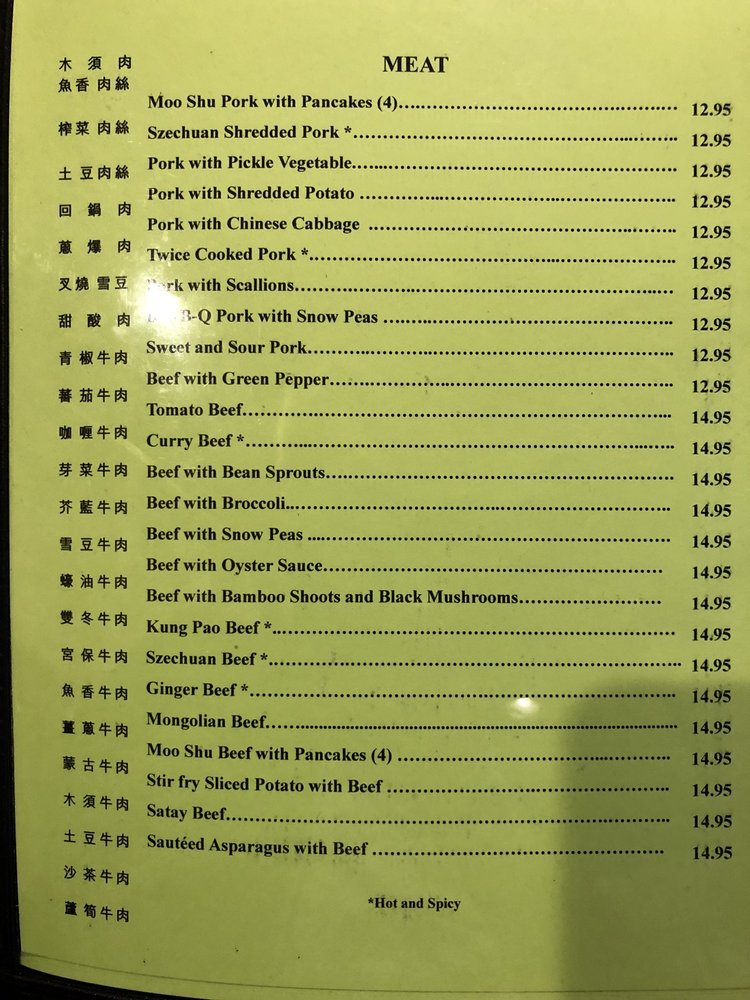 木須肉
魚香肉絲
榨菜肉絲
土豆肉絲
回鍋肉
蔥爆肉
叉燒雪豆
甜酸肉
青椒牛肉
蕃茄牛肉
咖喱牛肉
芽菜牛肉
芥藍牛肉
雪豆牛肉
蠔油牛肉
雙冬牛肉
宮保牛肉
魚香牛肉
薑蔥牛肉
蒙古牛肉
木須牛肉
土豆牛肉
沙茶牛肉
蘆筍牛肉
MEAT
Moo Shu Pork with Pancakes (4) 12.95
Szechuan Shredded Pork * 12.95
Pork with Pickle Vegetable 12.95
Pork with Shredded Potato 12.95
Pork with Chinese Cabbage 12.95
Twice Cooked Pork * 12.95
Pork with Scallions 12.95
Pork with Snow Peas 12.95
Sweet and Sour Pork 12.95
Beef with Green Pepper 12.95
Tomato Beef 14.95
Curry Beef * 14.95
Beef with Bean Sprouts 14.95
Beef with Broccoli 14.95
Beef with Snow Peas 14.95
Beef with Oyster Sauce 14.95
Beef with Bamboo Shoots and Black Mushrooms 14.95
Kung Pao Beef * 14.95
Szechuan Beef * 14.95
Ginger Beef * 14.95
Mongolian Beef 14.95
Moo Shu Beef with Pancakes (4) 14.95
Stir fry Sliced Potato with Beef 14.95
Satay Beef 14.95
Sautéed Asparagus with Beef 14.95
*Hot and Spicy